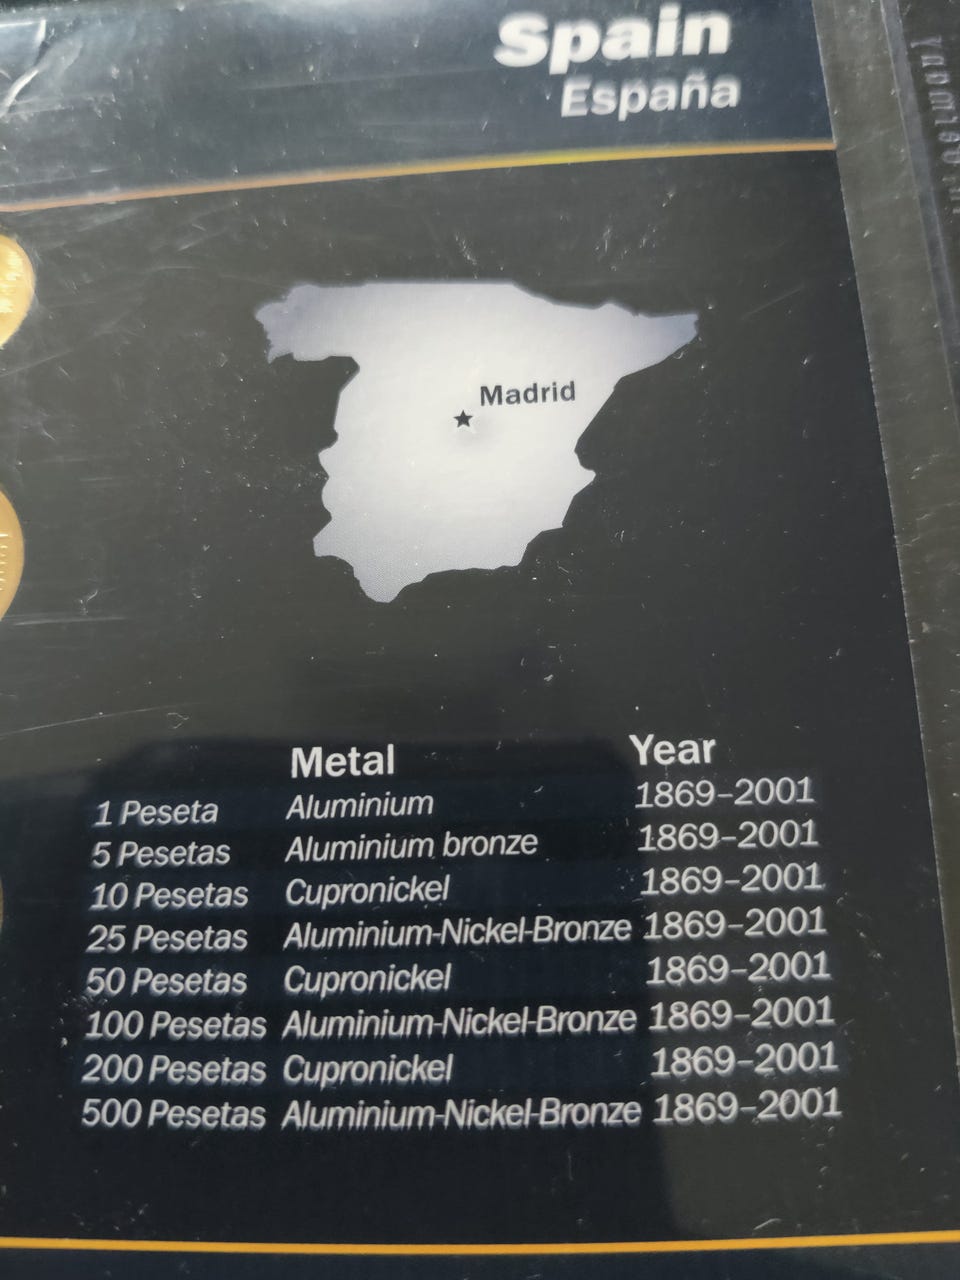 Spain
España
Madrid
Metal Year
1 Peseta Aluminium 1869–2001
5 Pesetas Aluminium bronze 1869–2001
10 Pesetas Cupronickel 1869–2001
25 Pesetas Aluminium-Nickel-Bronze 1869–2001
50 Pesetas Cupronickel 1869–2001
100 Pesetas Aluminium-Nickel-Bronze 1869–2001
200 Pesetas Cupronickel 1869–2001
500 Pesetas Aluminium-Nickel-Bronze 1869–2001